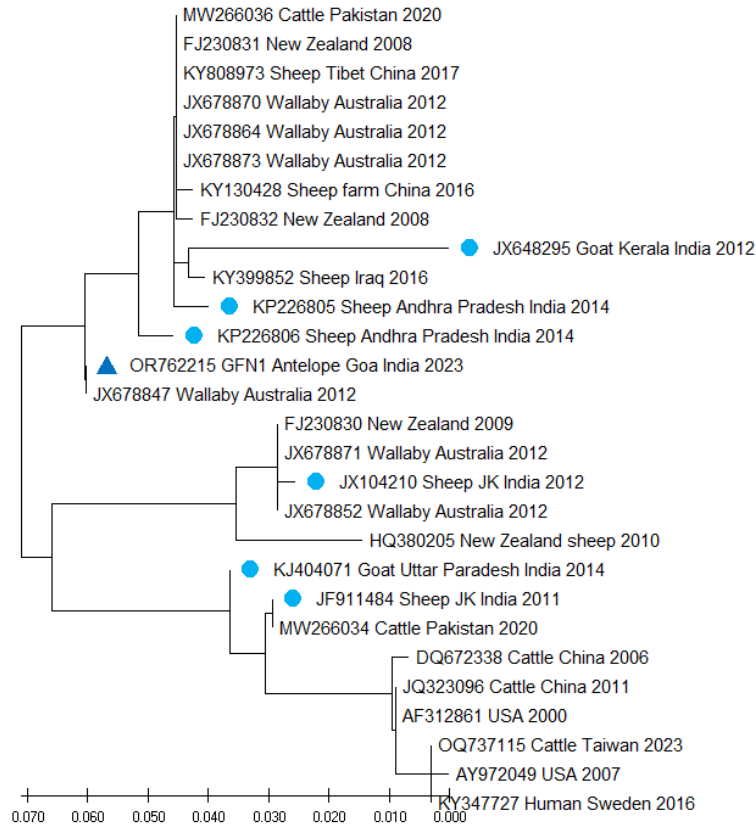 MW266036 Cattle Pakistan 2020
FJ230831 New Zealand 2008
KY808973 Sheep Tibet China 2017
JX678870 Wallaby Australia 2012
JX678864 Wallaby Australia 2012
JX678873 Wallaby Australia 2012
KY130428 Sheep farm China 2016
FJ230832 New Zealand 2008
JX648295 Goat Kerala India 2012
KY399852 Sheep Iraq 2016
KP226805 Sheep Andhra Pradesh India 2014
KP226806 Sheep Andhra Pradesh India 2014
OR762215 GFN1 Antelope Goa India 2023
JX678847 Wallaby Australia 2012
FJ230830 New Zealand 2009
JX678871 Wallaby Australia 2012
JX104210 Sheep JK India 2012
JX678852 Wallaby Australia 2012
HQ380205 New Zealand sheep 2010
KJ404071 Goat Uttar Paradesh India 2014
JF911484 Sheep JK India 2011
MW266034 Cattle Pakistan 2020
DQ672338 Cattle China 2006
JQ323096 Cattle China 2011
AF312861 USA 2000
OQ737115 Cattle Taiwan 2023
AY972049 USA 2007
KY347727 Human Sweden 2016
0.070 0.060 0.050 0.040 0.030 0.020 0.010 0.000